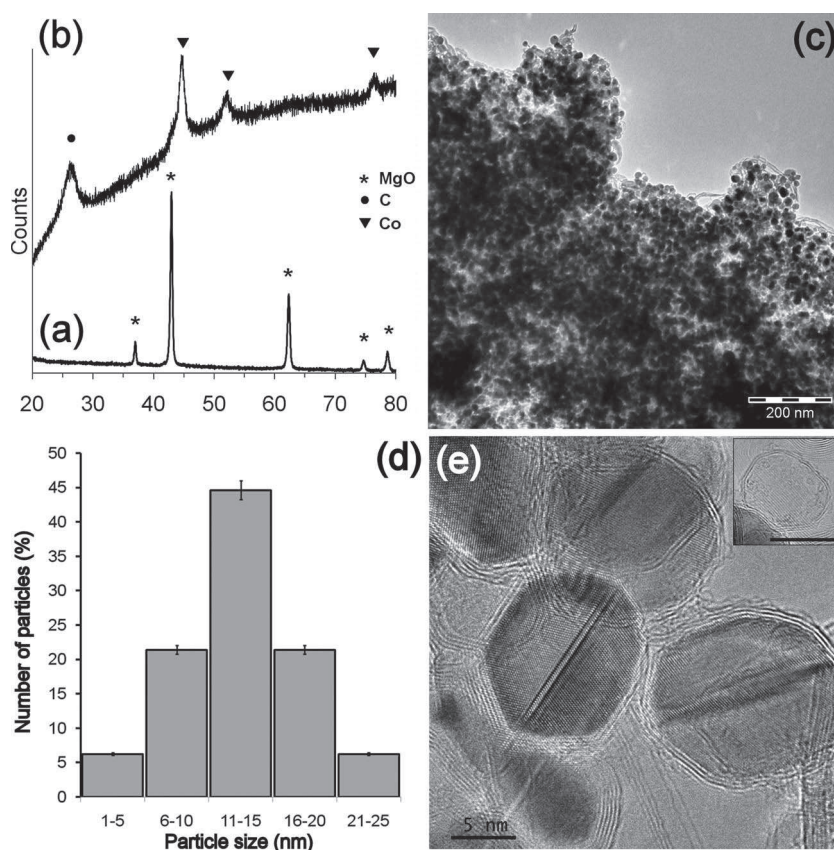 (b)
* MgO
● C
▼ Co
Counts
(a)
20 30 40 50 60 70 80
(c)
200 nm
(d)
50
45
40
35
30
25
20
15
10
5
0
Number of particles (%)
1-5 6-10 11-15 16-20 21-25
Particle size (nm)
(e)
5 nm